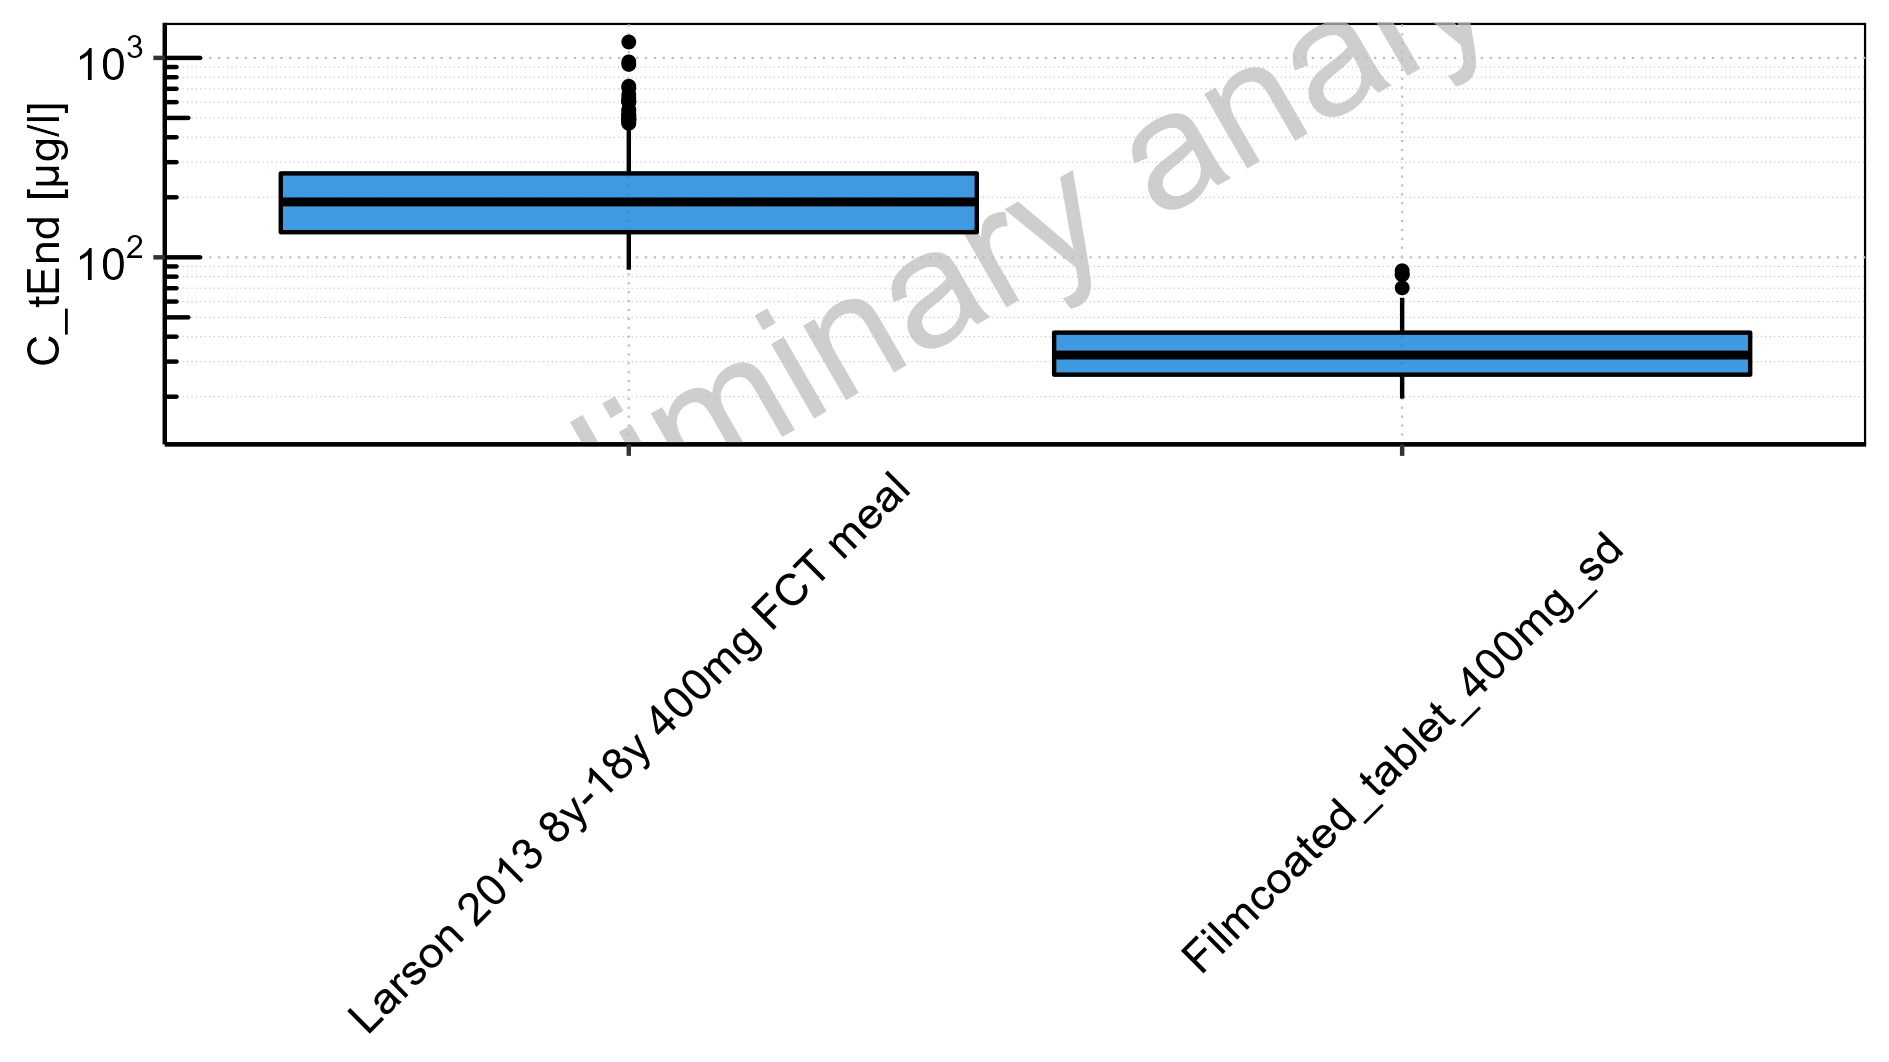 C_tEnd [µg/l]
10³
10²
liminary analy
Larson 2013 8y-18y 400mg FCT meal
Filmcoated_tablet_400mg_sd